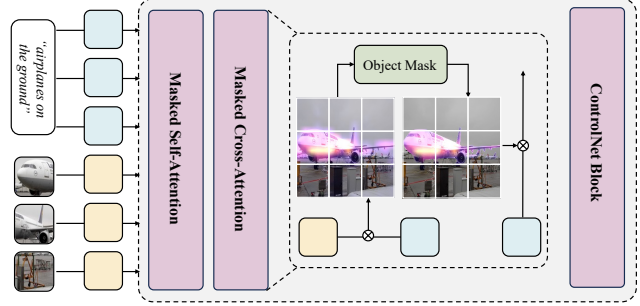 "airplanes on
the ground"
Masked Self-Attention
Masked Cross-Attention
Object Mask
ControlNet Block